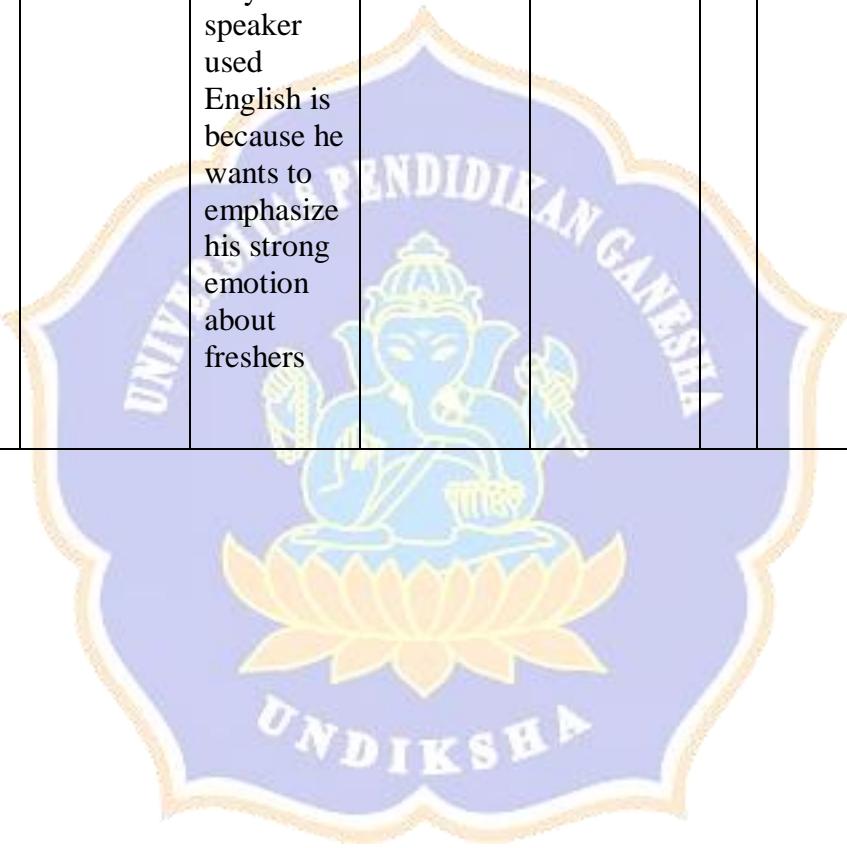 speaker
used
English is
because he
wants to
emphasize
his strong
emotion
about
freshers
UNIVERSITAS PENDIDIKAN GANESHA
UNDIKSHA